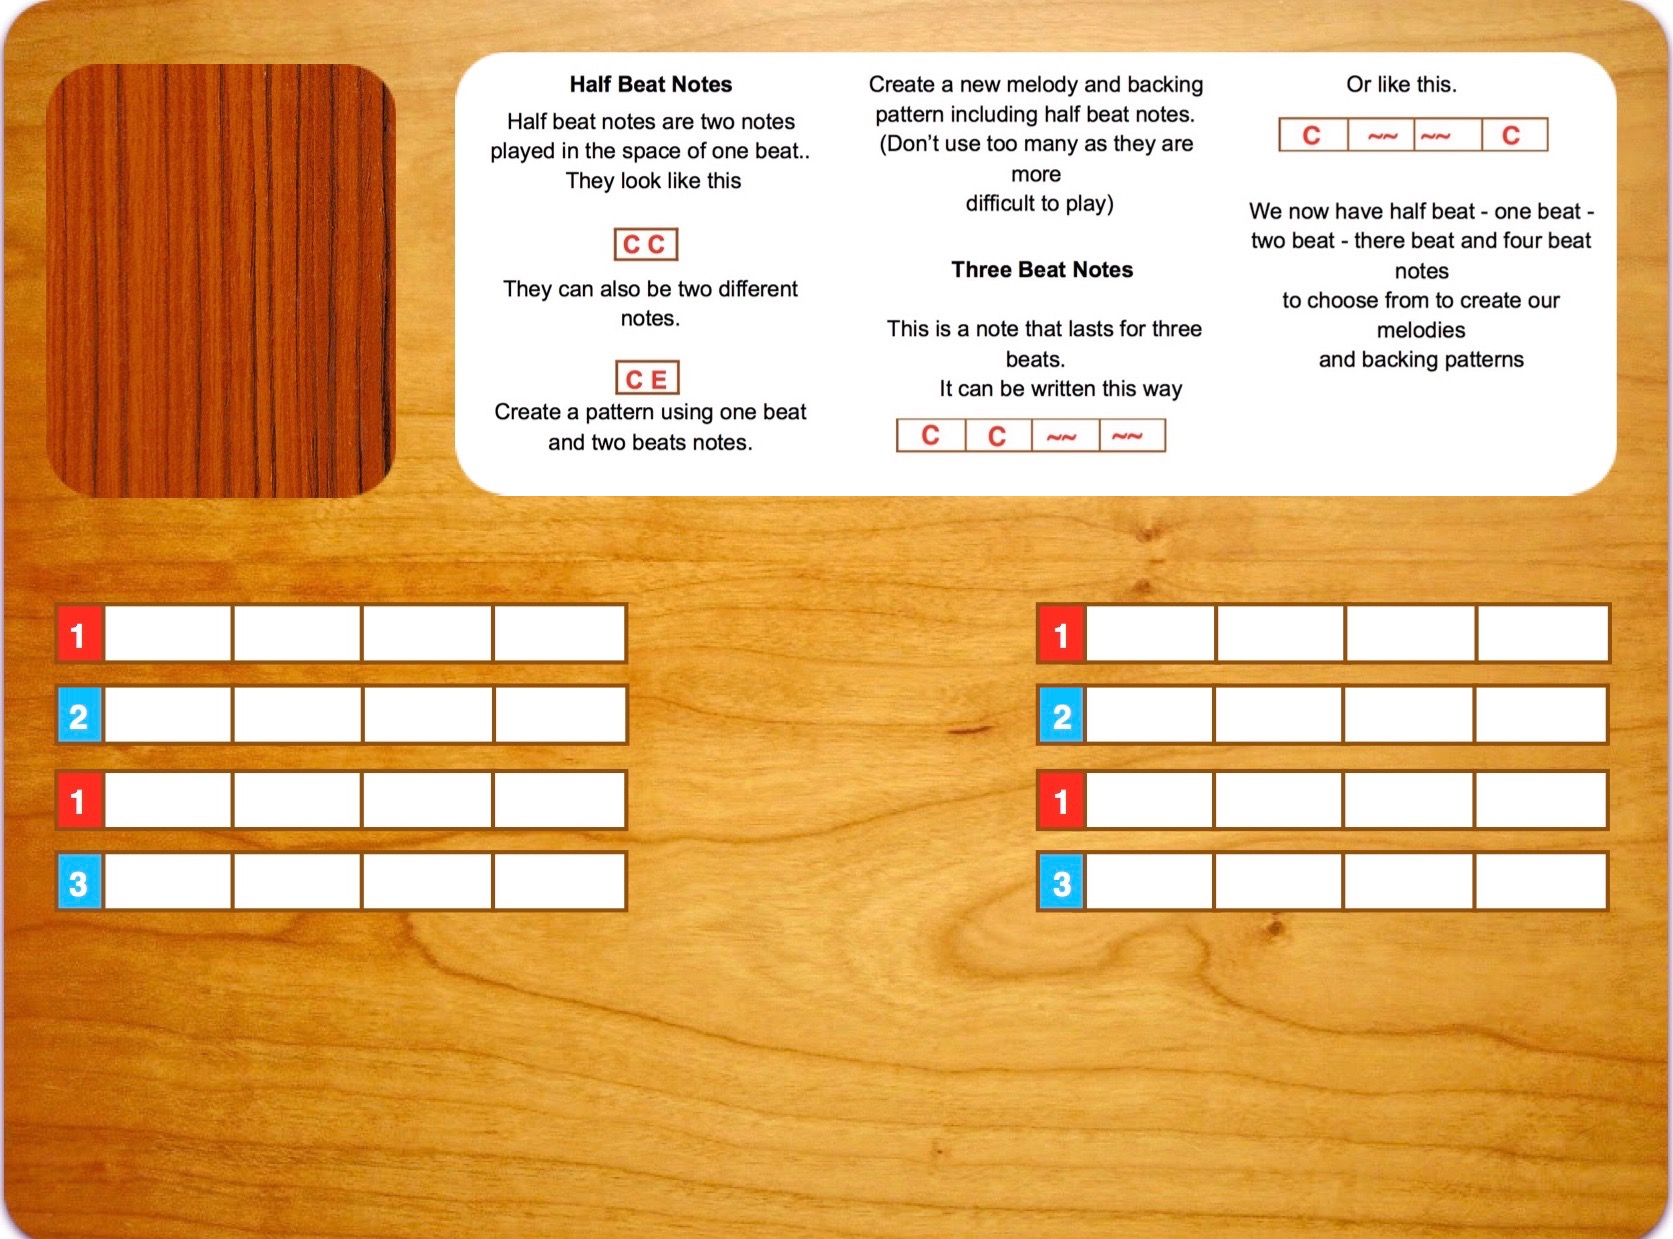 Half Beat Notes
Half beat notes are two notes
played in the space of one beat..
They look like this
C C
They can also be two different
notes.
C E
Create a pattern using one beat
and two beats notes.
Create a new melody and backing
pattern including half beat notes.
(Don't use too many as they are
more
difficult to play)
Three Beat Notes
This is a note that lasts for three
beats.
It can be written this way
C C ~~ ~~
Or like this.
C ~~ ~~ C
We now have half beat - one beat -
two beat - there beat and four beat
notes
to choose from to create our
melodies
and backing patterns
1
2
1
3
1
2
1
3